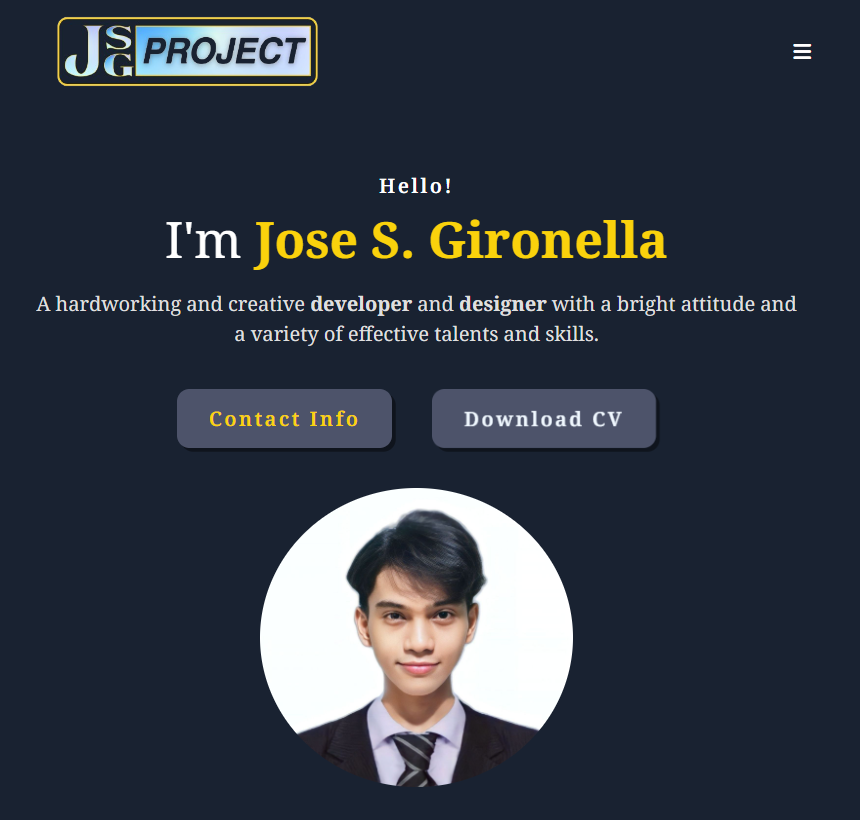 JSG PROJECT
Hello!
I'm Jose S. Gironella
A hardworking and creative developer and designer with a bright attitude and
a variety of effective talents and skills.
Contact Info
Download CV